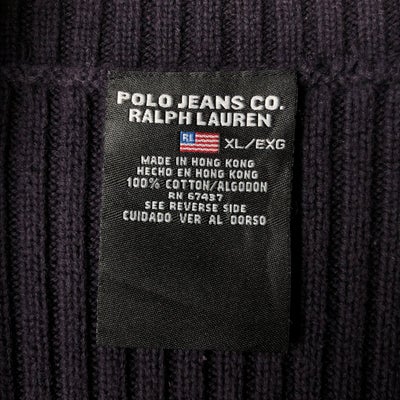 POLO JEANS CO.
RALPH LAUREN
RL XL/EXG
MADE IN HONG KONG
HECHO EN HONG KONG
100% COTTON/ALGODON
RN 67437
SEE REVERSE SIDE
CUIDADO VER AL DORSO